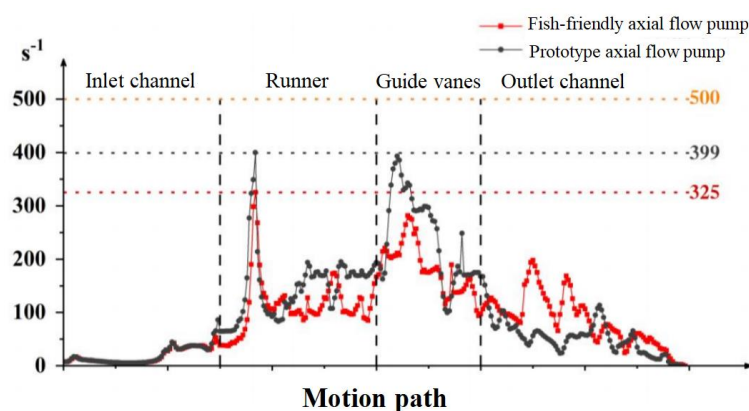 Fish-friendly axial flow pump
Prototype axial flow pump
s⁻¹
Inlet channel Runner Guide vanes Outlet channel
500
400
300
200
100
0
500
399
325
Motion path